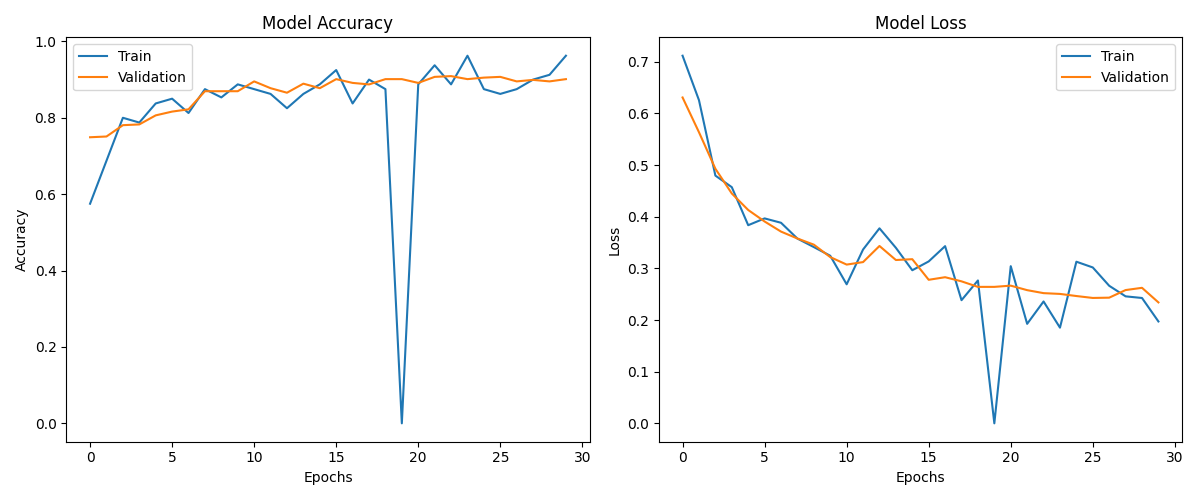 Model Accuracy
Train
Validation
Accuracy
1.0
0.8
0.6
0.4
0.2
0.0
0 5 10 15 20 25 30
Epochs
Model Loss
Train
Validation
Loss
0.7
0.6
0.5
0.4
0.3
0.2
0.1
0.0
0 5 10 15 20 25 30
Epochs